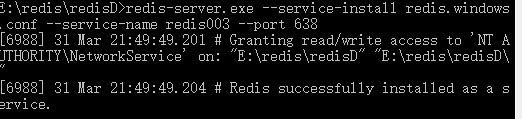 E:\redis\redisD>redis-server.exe --service-install redis.windows
.conf --service-name redis003 --port 638
[6988] 31 Mar 21:49:49.201 # Granting read/write access to 'NT A
UTHORITY\NetworkService' on: "E:\redis\redisD" "E:\redis\redisD\
"
[6988] 31 Mar 21:49:49.204 # Redis successfully installed as a s
ervice.